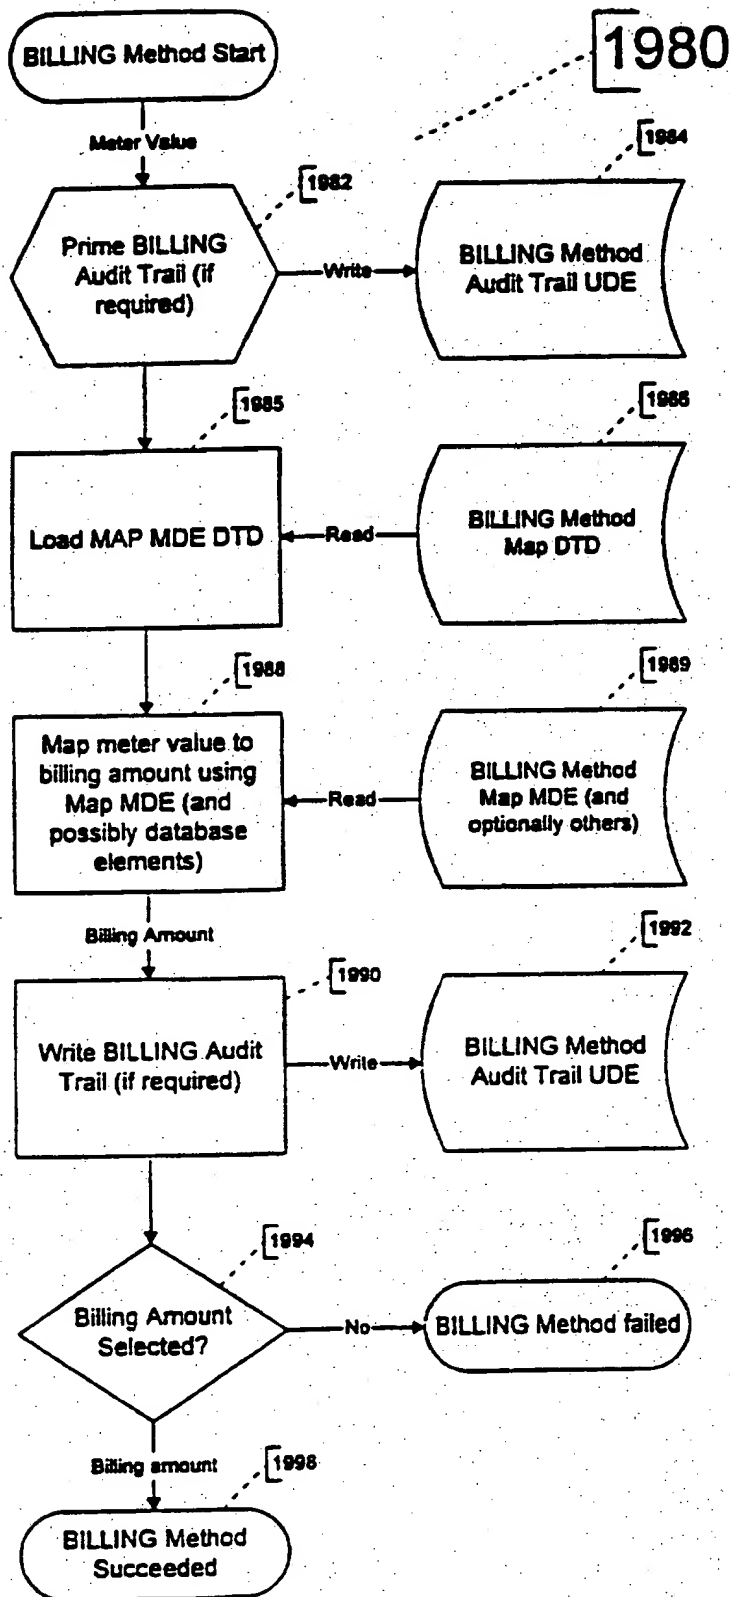 BILLING Method Start
1980
Meter Value
1984
1982
Prime BILLING
Audit Trail (if
required)
Write
BILLING Method
Audit Trail UDE
1985
1986
Load MAP MDE DTD
Read
BILLING Method
Map DTD
1988
1989
Map meter value to
billing amount using
Map MDE (and
possibly database
elements)
Read
BILLING Method
Map MDE (and
optionally others)
Billing Amount
1992
1990
Write BILLING Audit
Trail (if required)
Write
BILLING Method
Audit Trail UDE
1994
1996
Billing Amount
Selected?
No
BILLING Method failed
Billing amount
1998
BILLING Method
Succeeded